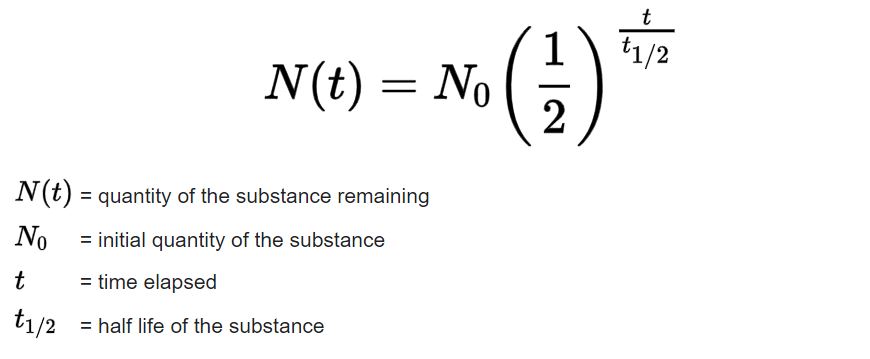 N(t) = N₀ (1/2)^(t/t₁/₂)
N(t) = quantity of the substance remaining
N₀ = initial quantity of the substance
t = time elapsed
t₁/₂ = half life of the substance